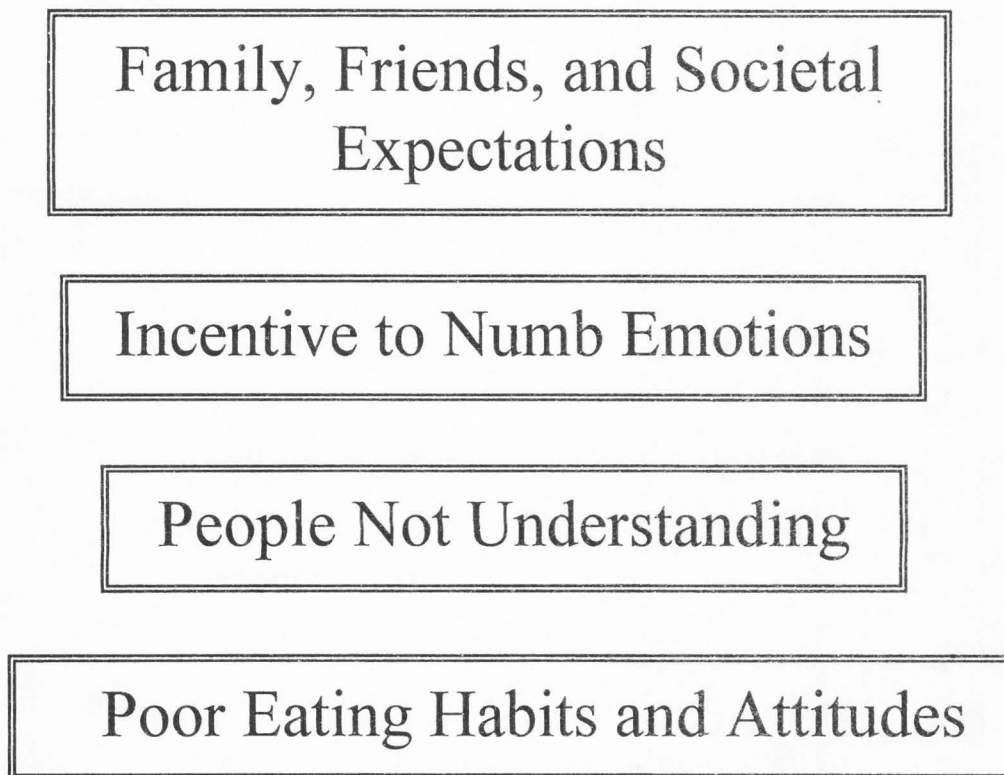 Family, Friends, and Societal
Expectations
Incentive to Numb Emotions
People Not Understanding
Poor Eating Habits and Attitudes